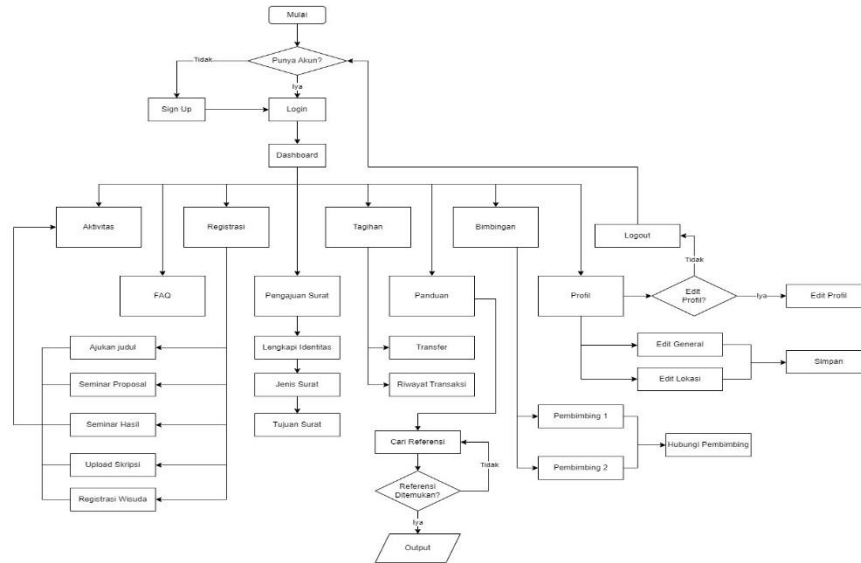 Mulai
Tidak
Punya Akun?
Iya
Sign Up
Login
Dashboard
Aktivitas
Registrasi
Tagihan
Bimbingan
Logout
Tidak
FAQ
Pengajuan Surat
Panduan
Profil
Edit
Profil?
Iya
Edit Profil
Ajukan judul
Lengkapi Identitas
Transfer
Edit General
Simpan
Seminar Proposal
Jenis Surat
Riwayat Transaksi
Edit Lokasi
Seminar Hasil
Tujuan Surat
Pembimbing 1
Cari Referensi
Hubungi Pembimbing
Upload Skripsi
Tidak
Pembimbing 2
Registrasi Wisuda
Referensi
Ditemukan?
Iya
Output